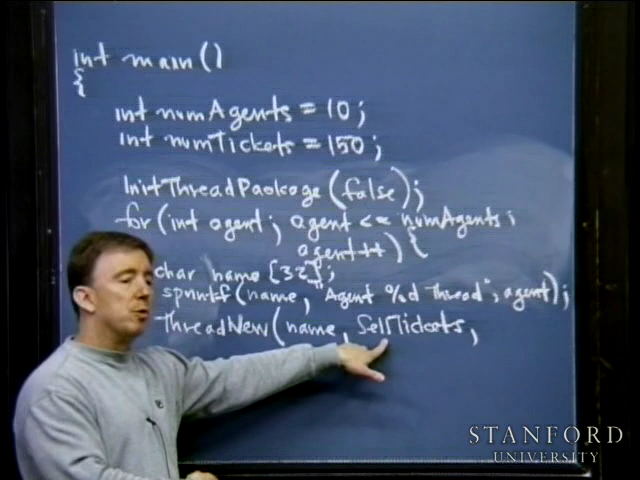 int main()
{
int numAgents = 10;
int numTickets = 150;
InitThreadPackage(false);
for (int agent; agent <= numAgents;
agent++) {
char name[32];
sprintf(name, "Agent %d Thread", agent);
ThreadNew(name, SellTickets,
STANFORD
UNIVERSITY